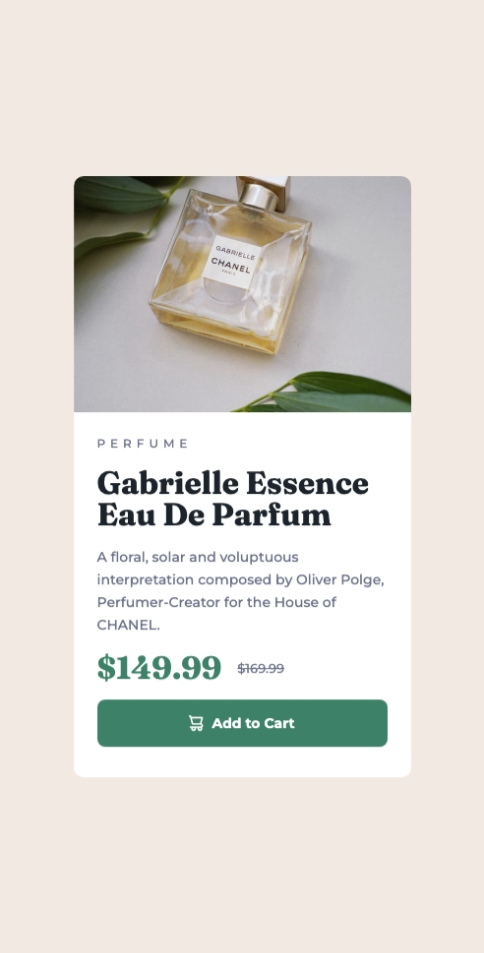 GABRIELLE
CHANEL
PARIS
PERFUME
Gabrielle Essence
Eau De Parfum
A floral, solar and voluptuous
interpretation composed by Oliver Polge,
Perfumer-Creator for the House of
CHANEL.
$149.99 $169.99
Add to Cart